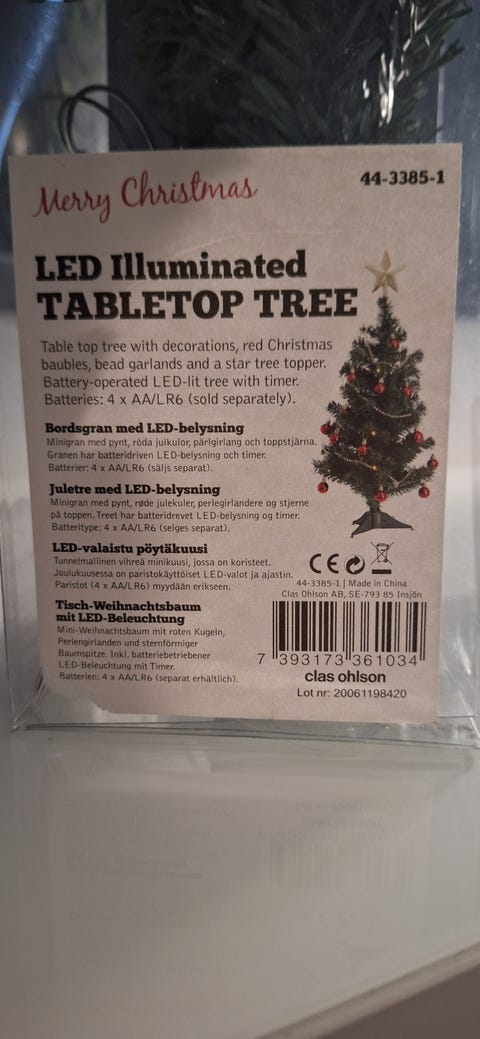 Merry Christmas
44-3385-1
LED Illuminated
TABLETOP TREE
Table top tree with decorations, red Christmas
baubles, bead garlands and a star tree topper.
Battery-operated LED-lit tree with timer.
Batteries: 4 x AA/LR6 (sold separately).
Bordsgran med LED-belysning
Minigran med pynt, röda julkulor, pärlgirlang och toppstjärna.
Granen har batteridriven LED-belysning och timer.
Batterier: 4 x AA/LR6 (säljs separat).
Juletre med LED-belysning
Minigran med pynt, røde julekuler, perlegirlandere og stjerne
på toppen. Treet har batteridrevet LED-belysning og timer.
Batteritype: 4 x AA/LR6 (selges separat).
LED-valaistu pöytäkuusi
Tunnelmallinen vihreä minikuusi, jossa on koristeet.
Joulukuusessa on paristokäyttöiset LED-valot ja ajastin.
Paristot (4 x AA/LR6) myydään erikseen.
Tisch-Weihnachtsbaum
mit LED-Beleuchtung
Mini-Weihnachtsbaum mit roten Kugeln,
Perlengirlanden und sternförmiger
Baumspitze. Inkl. batteriebetriebener
LED-Beleuchtung mit Timer.
Batterien: 4 x AA/LR6 (separat erhältlich).
CE
44-3385-1 | Made in China
Clas Ohlson AB, SE-793 85 Insjön
7 393173 361034
clas ohlson
Lot nr: 20061198420